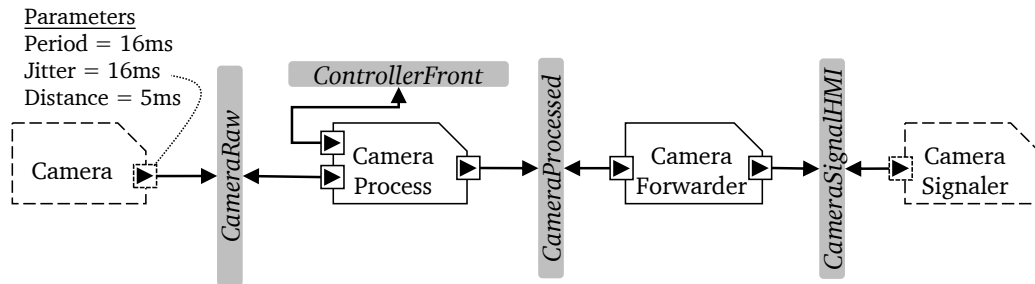 Parameters
Period = 16ms
Jitter = 16ms
Distance = 5ms
Camera
CameraRaw
ControllerFront
Camera
Process
CameraProcessed
Camera
Forwarder
CameraSignalHMI
Camera
Signaler